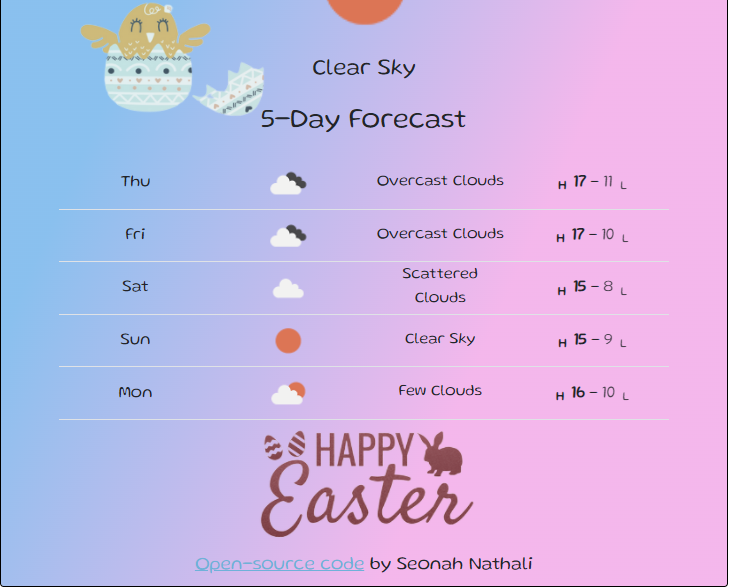 Clear Sky
5-Day Forecast
Thu Overcast Clouds H 17 - 11 L
Fri Overcast Clouds H 17 - 10 L
Sat Scattered Clouds H 15 - 8 L
Sun Clear Sky H 15 - 9 L
Mon Few Clouds H 16 - 10 L
HAPPY
Easter
Open-source code by Seonah Nathali